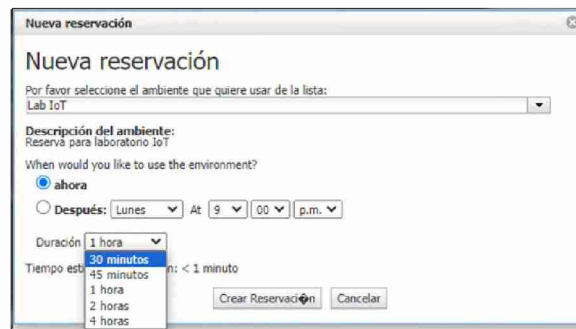 Nueva reservación
Nueva reservación
Por favor seleccione el ambiente que quiere usar de la lista:
Lab IoT
Descripción del ambiente:
Reserva para laboratorio IoT
When would you like to use the environment?
ahora
Después: Lunes At 9 00 p.m.
Duración 1 hora
30 minutos
Tiempo esti n: < 1 minuto
45 minutos
1 hora
2 horas
4 horas
Crear Reservaci�n Cancelar